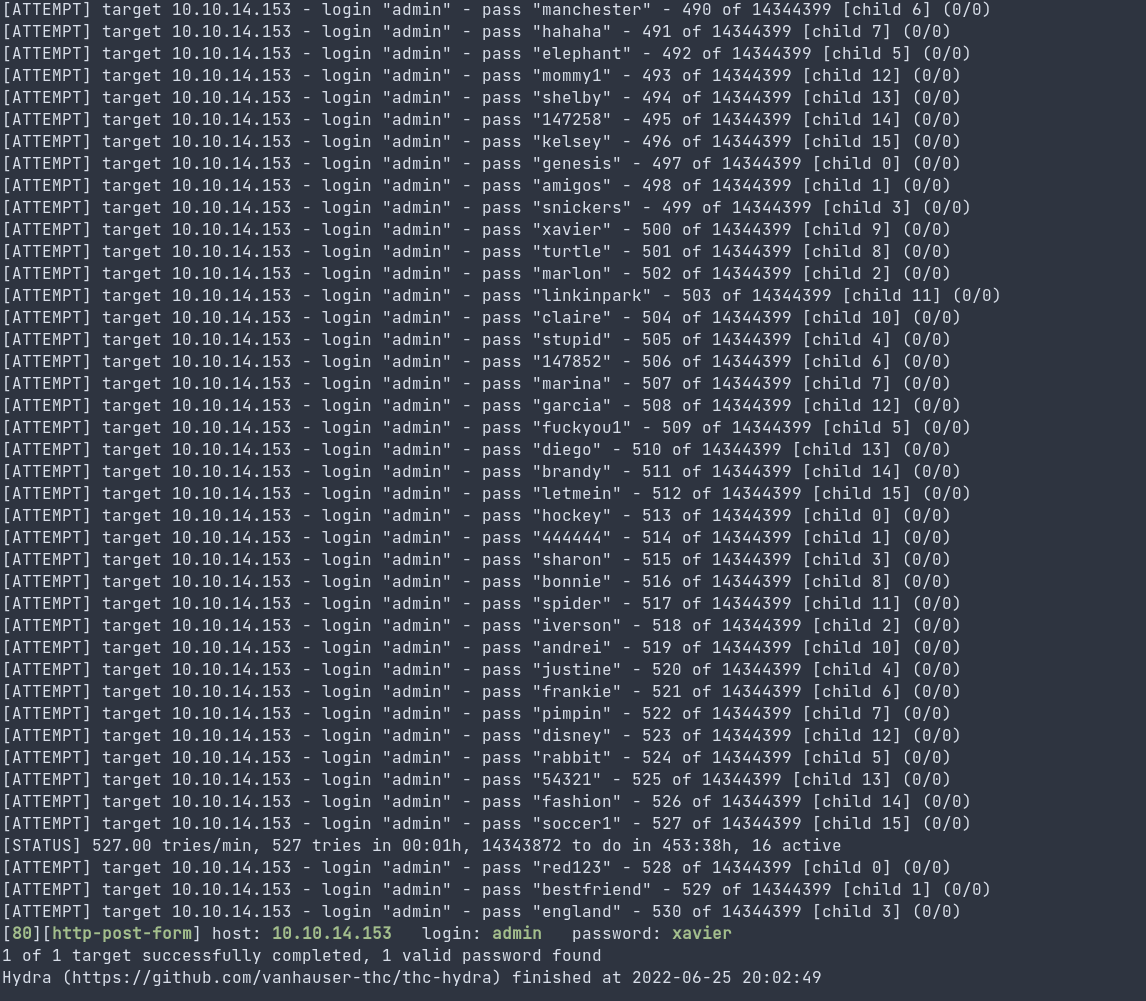 [ATTEMPT] target 10.10.14.153 - login "admin" - pass "manchester" - 490 of 14344399 [child 6] (0/0)
[ATTEMPT] target 10.10.14.153 - login "admin" - pass "hahaha" - 491 of 14344399 [child 7] (0/0)
[ATTEMPT] target 10.10.14.153 - login "admin" - pass "elephant" - 492 of 14344399 [child 5] (0/0)
[ATTEMPT] target 10.10.14.153 - login "admin" - pass "mommy1" - 493 of 14344399 [child 12] (0/0)
[ATTEMPT] target 10.10.14.153 - login "admin" - pass "shelby" - 494 of 14344399 [child 13] (0/0)
[ATTEMPT] target 10.10.14.153 - login "admin" - pass "147258" - 495 of 14344399 [child 14] (0/0)
[ATTEMPT] target 10.10.14.153 - login "admin" - pass "kelsey" - 496 of 14344399 [child 15] (0/0)
[ATTEMPT] target 10.10.14.153 - login "admin" - pass "genesis" - 497 of 14344399 [child 0] (0/0)
[ATTEMPT] target 10.10.14.153 - login "admin" - pass "amigos" - 498 of 14344399 [child 1] (0/0)
[ATTEMPT] target 10.10.14.153 - login "admin" - pass "snickers" - 499 of 14344399 [child 3] (0/0)
[ATTEMPT] target 10.10.14.153 - login "admin" - pass "xavier" - 500 of 14344399 [child 9] (0/0)
[ATTEMPT] target 10.10.14.153 - login "admin" - pass "turtle" - 501 of 14344399 [child 8] (0/0)
[ATTEMPT] target 10.10.14.153 - login "admin" - pass "marlon" - 502 of 14344399 [child 2] (0/0)
[ATTEMPT] target 10.10.14.153 - login "admin" - pass "linkinpark" - 503 of 14344399 [child 11] (0/0)
[ATTEMPT] target 10.10.14.153 - login "admin" - pass "claire" - 504 of 14344399 [child 10] (0/0)
[ATTEMPT] target 10.10.14.153 - login "admin" - pass "stupid" - 505 of 14344399 [child 4] (0/0)
[ATTEMPT] target 10.10.14.153 - login "admin" - pass "147852" - 506 of 14344399 [child 6] (0/0)
[ATTEMPT] target 10.10.14.153 - login "admin" - pass "marina" - 507 of 14344399 [child 7] (0/0)
[ATTEMPT] target 10.10.14.153 - login "admin" - pass "garcia" - 508 of 14344399 [child 12] (0/0)
[ATTEMPT] target 10.10.14.153 - login "admin" - pass "fuckyou1" - 509 of 14344399 [child 5] (0/0)
[ATTEMPT] target 10.10.14.153 - login "admin" - pass "diego" - 510 of 14344399 [child 13] (0/0)
[ATTEMPT] target 10.10.14.153 - login "admin" - pass "brandy" - 511 of 14344399 [child 14] (0/0)
[ATTEMPT] target 10.10.14.153 - login "admin" - pass "letmein" - 512 of 14344399 [child 15] (0/0)
[ATTEMPT] target 10.10.14.153 - login "admin" - pass "hockey" - 513 of 14344399 [child 0] (0/0)
[ATTEMPT] target 10.10.14.153 - login "admin" - pass "444444" - 514 of 14344399 [child 1] (0/0)
[ATTEMPT] target 10.10.14.153 - login "admin" - pass "sharon" - 515 of 14344399 [child 3] (0/0)
[ATTEMPT] target 10.10.14.153 - login "admin" - pass "bonnie" - 516 of 14344399 [child 8] (0/0)
[ATTEMPT] target 10.10.14.153 - login "admin" - pass "spider" - 517 of 14344399 [child 11] (0/0)
[ATTEMPT] target 10.10.14.153 - login "admin" - pass "iverson" - 518 of 14344399 [child 2] (0/0)
[ATTEMPT] target 10.10.14.153 - login "admin" - pass "andrei" - 519 of 14344399 [child 10] (0/0)
[ATTEMPT] target 10.10.14.153 - login "admin" - pass "justine" - 520 of 14344399 [child 4] (0/0)
[ATTEMPT] target 10.10.14.153 - login "admin" - pass "frankie" - 521 of 14344399 [child 6] (0/0)
[ATTEMPT] target 10.10.14.153 - login "admin" - pass "pimpin" - 522 of 14344399 [child 7] (0/0)
[ATTEMPT] target 10.10.14.153 - login "admin" - pass "disney" - 523 of 14344399 [child 12] (0/0)
[ATTEMPT] target 10.10.14.153 - login "admin" - pass "rabbit" - 524 of 14344399 [child 5] (0/0)
[ATTEMPT] target 10.10.14.153 - login "admin" - pass "54321" - 525 of 14344399 [child 13] (0/0)
[ATTEMPT] target 10.10.14.153 - login "admin" - pass "fashion" - 526 of 14344399 [child 14] (0/0)
[ATTEMPT] target 10.10.14.153 - login "admin" - pass "soccer1" - 527 of 14344399 [child 15] (0/0)
[STATUS] 527.00 tries/min, 527 tries in 00:01h, 14343872 to do in 453:38h, 16 active
[ATTEMPT] target 10.10.14.153 - login "admin" - pass "red123" - 528 of 14344399 [child 0] (0/0)
[ATTEMPT] target 10.10.14.153 - login "admin" - pass "bestfriend" - 529 of 14344399 [child 1] (0/0)
[ATTEMPT] target 10.10.14.153 - login "admin" - pass "england" - 530 of 14344399 [child 3] (0/0)
[80][http-post-form] host: 10.10.14.153   login: admin   password: xavier
1 of 1 target successfully completed, 1 valid password found
Hydra (https://github.com/vanhauser-thc/thc-hydra) finished at 2022-06-25 20:02:49